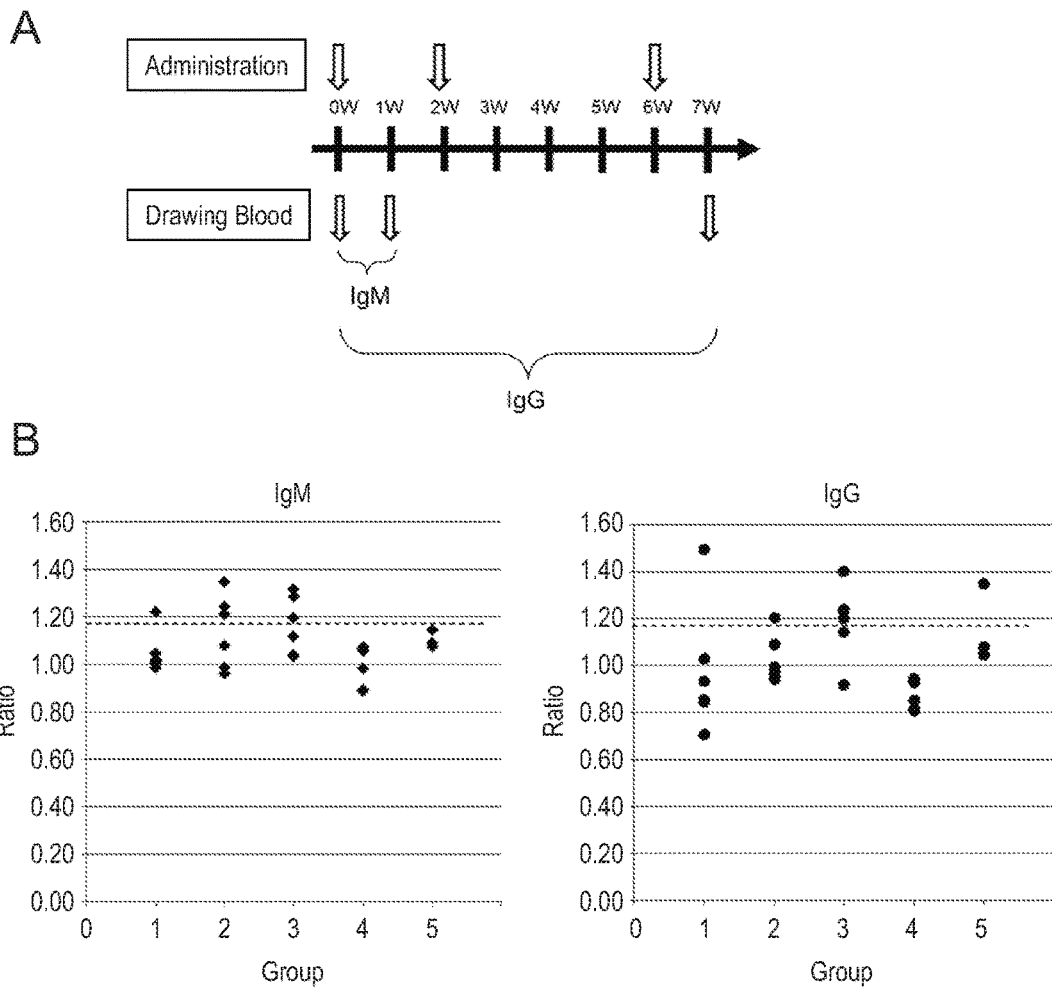 A
Administration
0W 1W 2W 3W 4W 5W 6W 7W
Drawing Blood
IgM
IgG
B
IgM
1.60
1.40
1.20
1.00
0.80
0.60
0.40
0.20
0.00
Ratio
0 1 2 3 4 5
Group
IgG
1.60
1.40
1.20
1.00
0.80
0.60
0.40
0.20
0.00
Ratio
0 1 2 3 4 5
Group